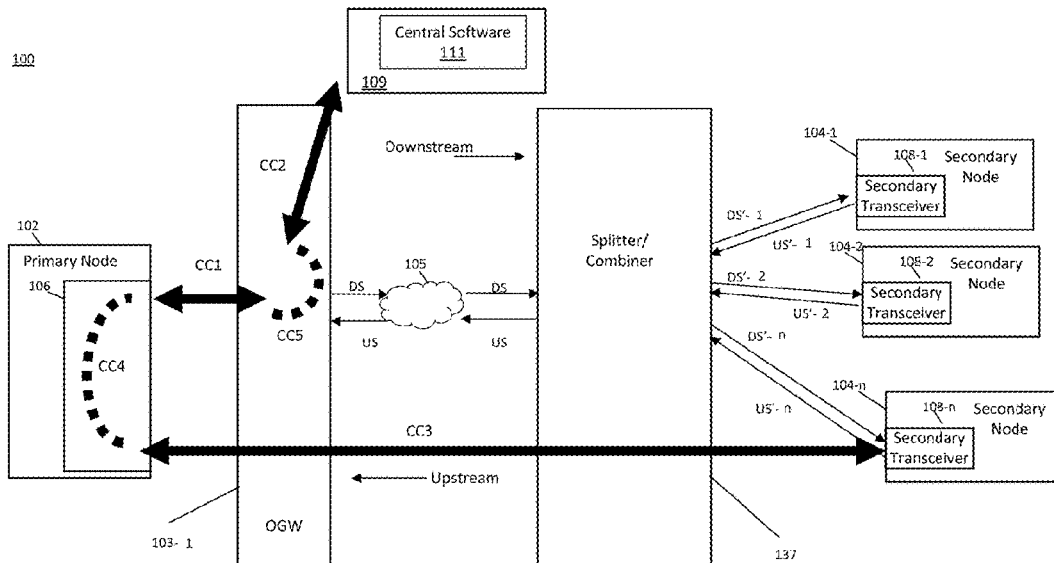 100
Central Software
111
109
CC2
Downstream
104-1
108-1
Secondary
Node
Secondary
Transceiver
DS'- 1
US'- 1
102
Primary Node
106
CC1
CC4
CC5
DS
105
DS
US
US
Splitter/
Combiner
104-2
108-2
Secondary
Node
Secondary
Transceiver
DS'- 2
US'- 2
DS'- n
US'- n
104-n
108-n
Secondary
Node
Secondary
Transceiver
CC3
Upstream
OGW
103- 1
137